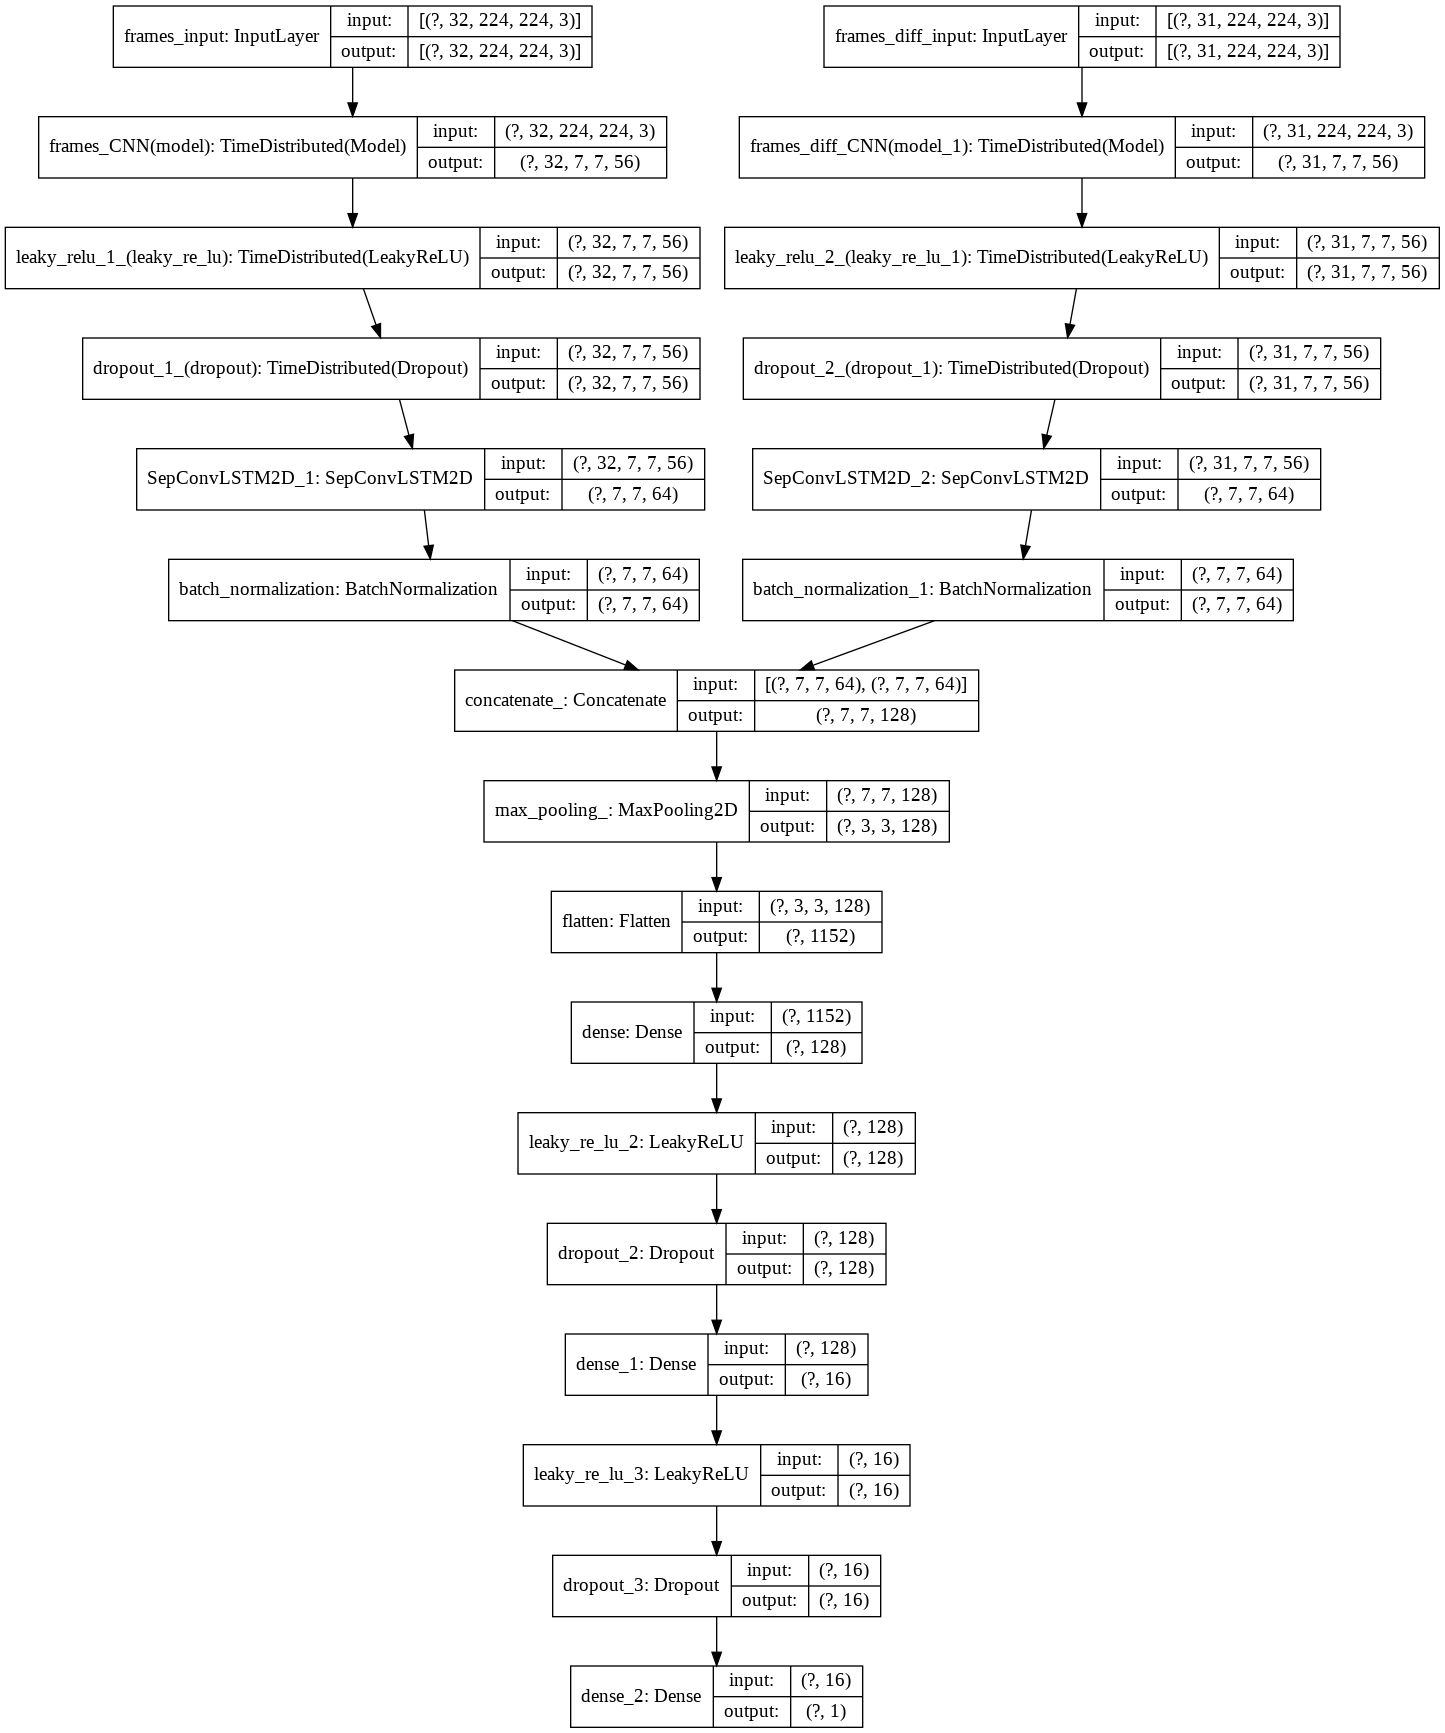 frames_input: InputLayer
input:
[(?, 32, 224, 224, 3)]
output:
[(?, 32, 224, 224, 3)]
frames_diff_input: InputLayer
input:
[(?, 31, 224, 224, 3)]
output:
[(?, 31, 224, 224, 3)]
frames_CNN(model): TimeDistributed(Model)
input:
(?, 32, 224, 224, 3)
output:
(?, 32, 7, 7, 56)
frames_diff_CNN(model_1): TimeDistributed(Model)
input:
(?, 31, 224, 224, 3)
output:
(?, 31, 7, 7, 56)
leaky_relu_1_(leaky_re_lu): TimeDistributed(LeakyReLU)
input:
(?, 32, 7, 7, 56)
output:
(?, 32, 7, 7, 56)
leaky_relu_2_(leaky_re_lu_1): TimeDistributed(LeakyReLU)
input:
(?, 31, 7, 7, 56)
output:
(?, 31, 7, 7, 56)
dropout_1_(dropout): TimeDistributed(Dropout)
input:
(?, 32, 7, 7, 56)
output:
(?, 32, 7, 7, 56)
dropout_2_(dropout_1): TimeDistributed(Dropout)
input:
(?, 31, 7, 7, 56)
output:
(?, 31, 7, 7, 56)
SepConvLSTM2D_1: SepConvLSTM2D
input:
(?, 32, 7, 7, 56)
output:
(?, 7, 7, 64)
SepConvLSTM2D_2: SepConvLSTM2D
input:
(?, 31, 7, 7, 56)
output:
(?, 7, 7, 64)
batch_normalization: BatchNormalization
input:
(?, 7, 7, 64)
output:
(?, 7, 7, 64)
batch_normalization_1: BatchNormalization
input:
(?, 7, 7, 64)
output:
(?, 7, 7, 64)
concatenate_: Concatenate
input:
[(?, 7, 7, 64), (?, 7, 7, 64)]
output:
(?, 7, 7, 128)
max_pooling_: MaxPooling2D
input:
(?, 7, 7, 128)
output:
(?, 3, 3, 128)
flatten: Flatten
input:
(?, 3, 3, 128)
output:
(?, 1152)
dense: Dense
input:
(?, 1152)
output:
(?, 128)
leaky_re_lu_2: LeakyReLU
input:
(?, 128)
output:
(?, 128)
dropout_2: Dropout
input:
(?, 128)
output:
(?, 128)
dense_1: Dense
input:
(?, 128)
output:
(?, 16)
leaky_re_lu_3: LeakyReLU
input:
(?, 16)
output:
(?, 16)
dropout_3: Dropout
input:
(?, 16)
output:
(?, 16)
dense_2: Dense
input:
(?, 16)
output:
(?, 1)